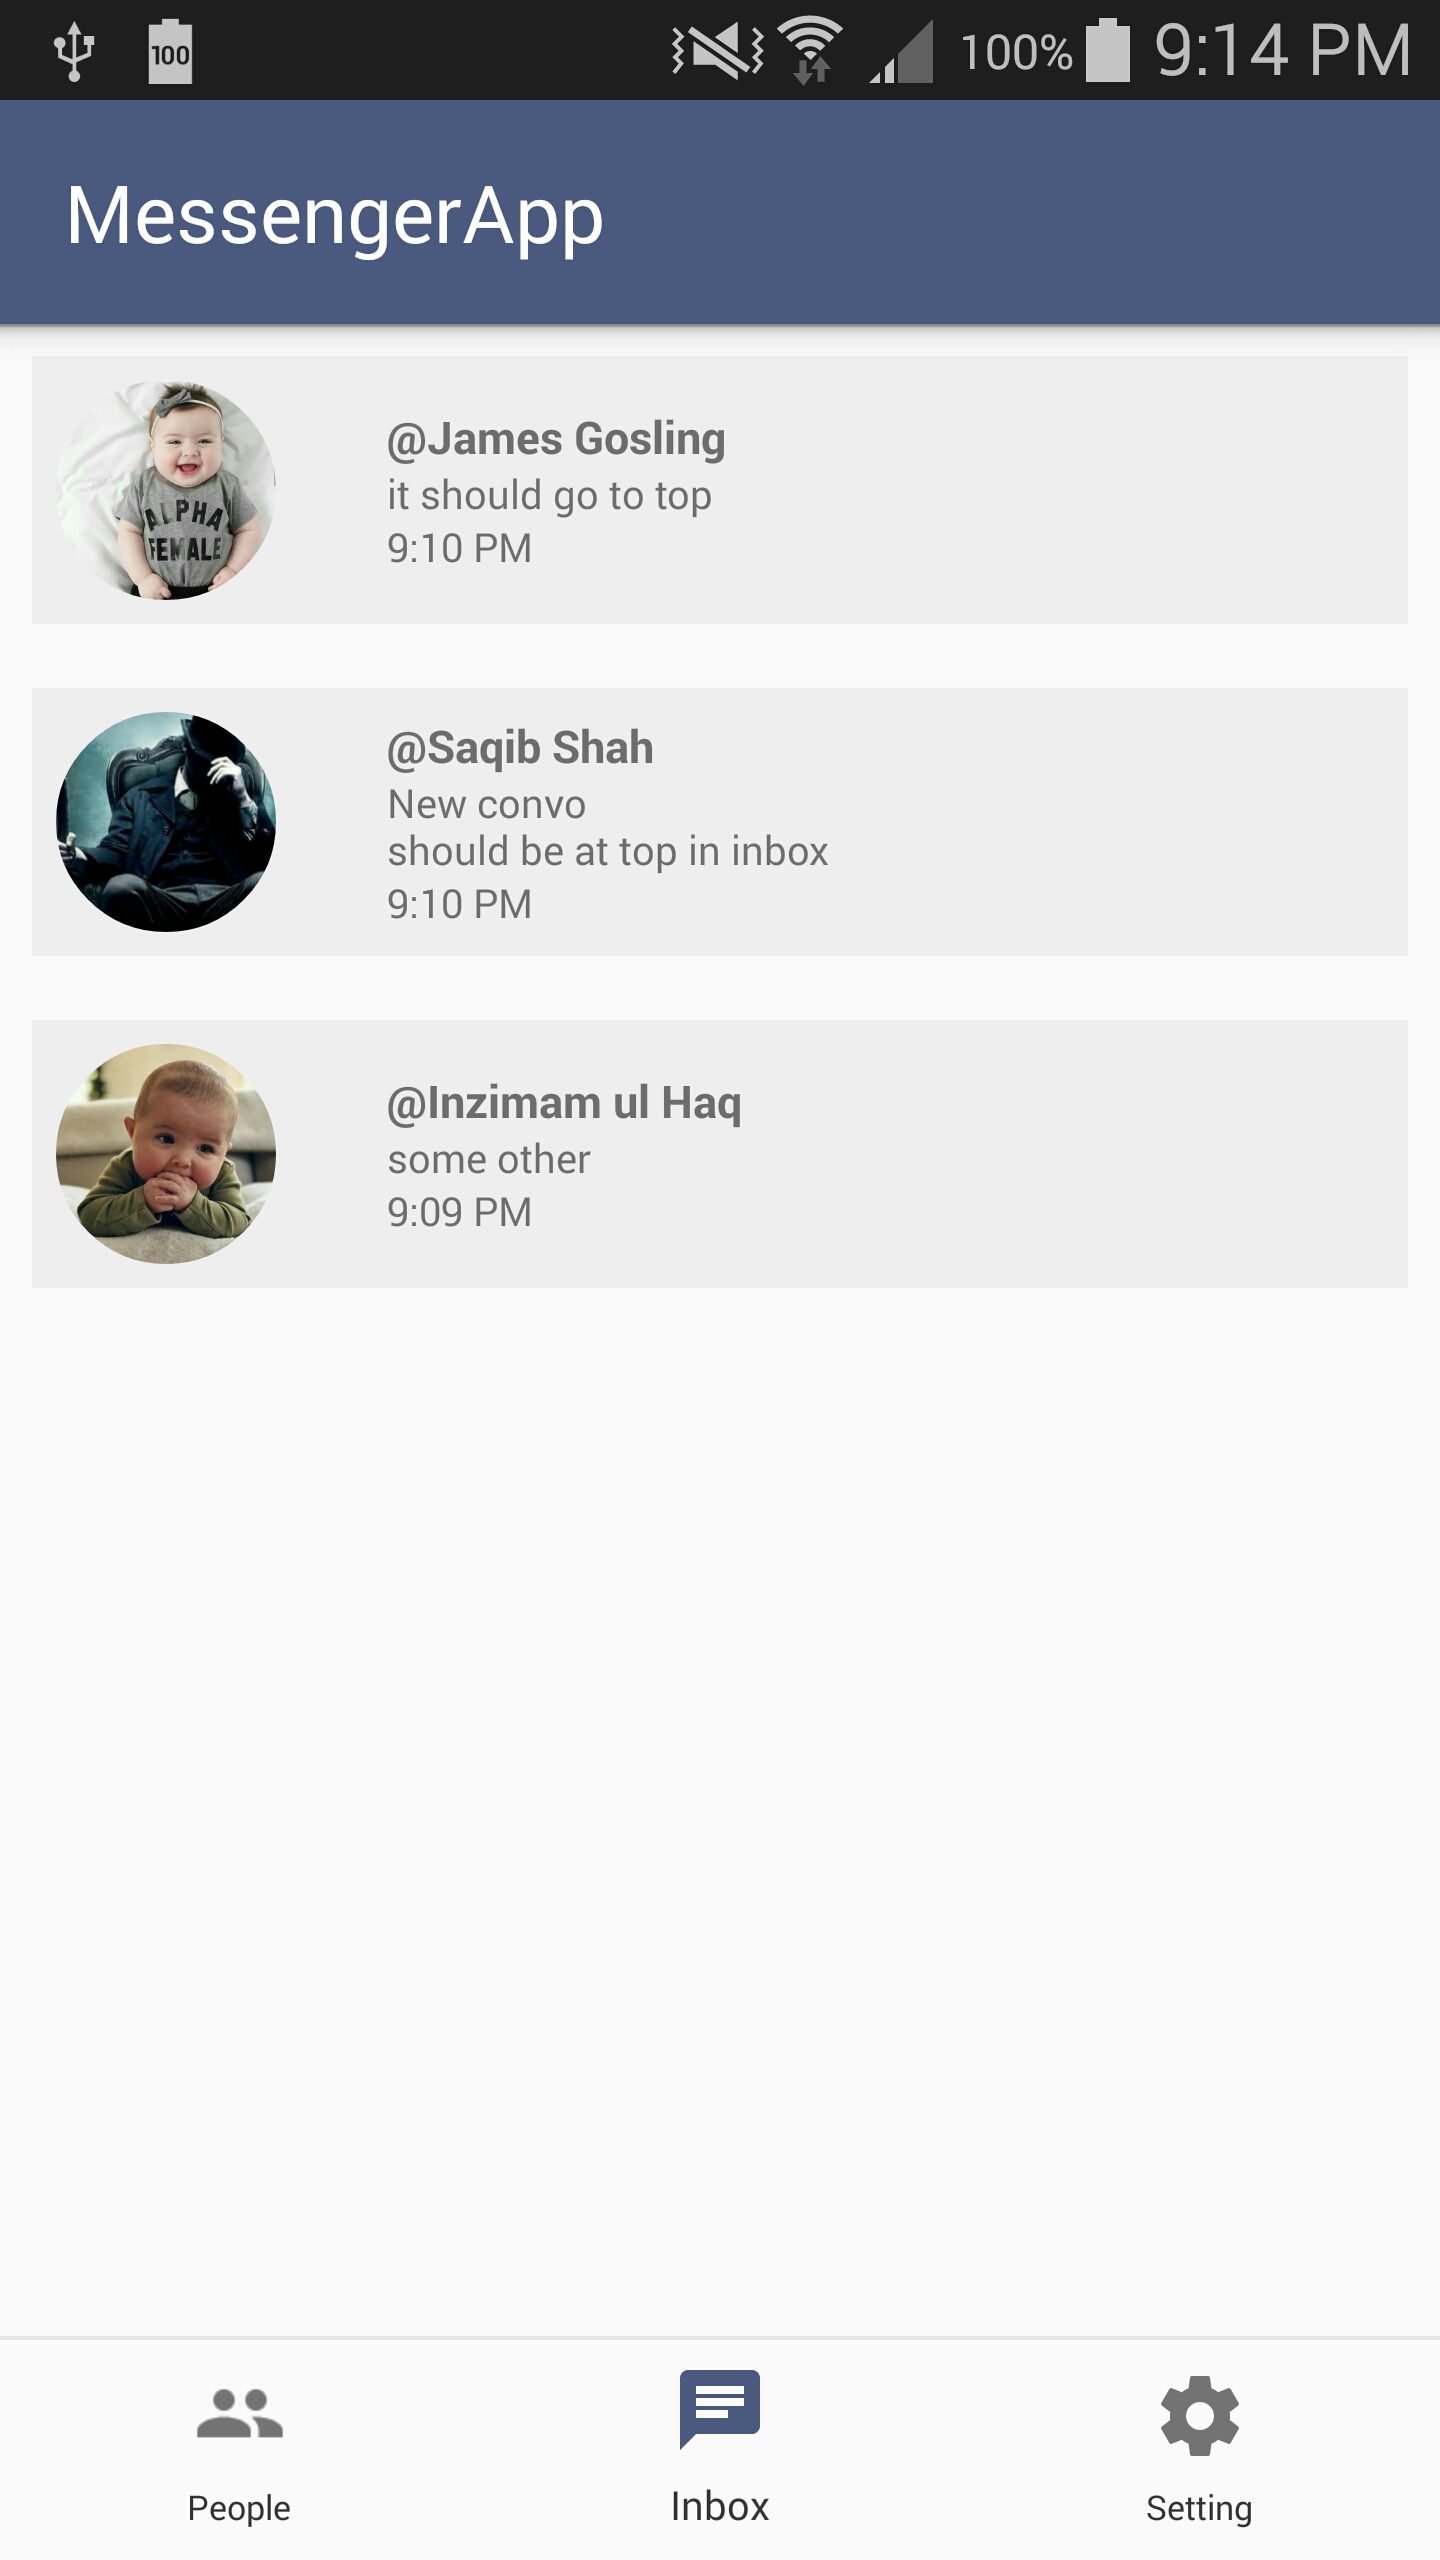 100
100%
9:14 PM
MessengerApp
ALPHA
FEMALE
@James Gosling
it should go to top
9:10 PM
@Saqib Shah
New convo
should be at top in inbox
9:10 PM
@Inzimam ul Haq
some other
9:09 PM
People
Inbox
Setting